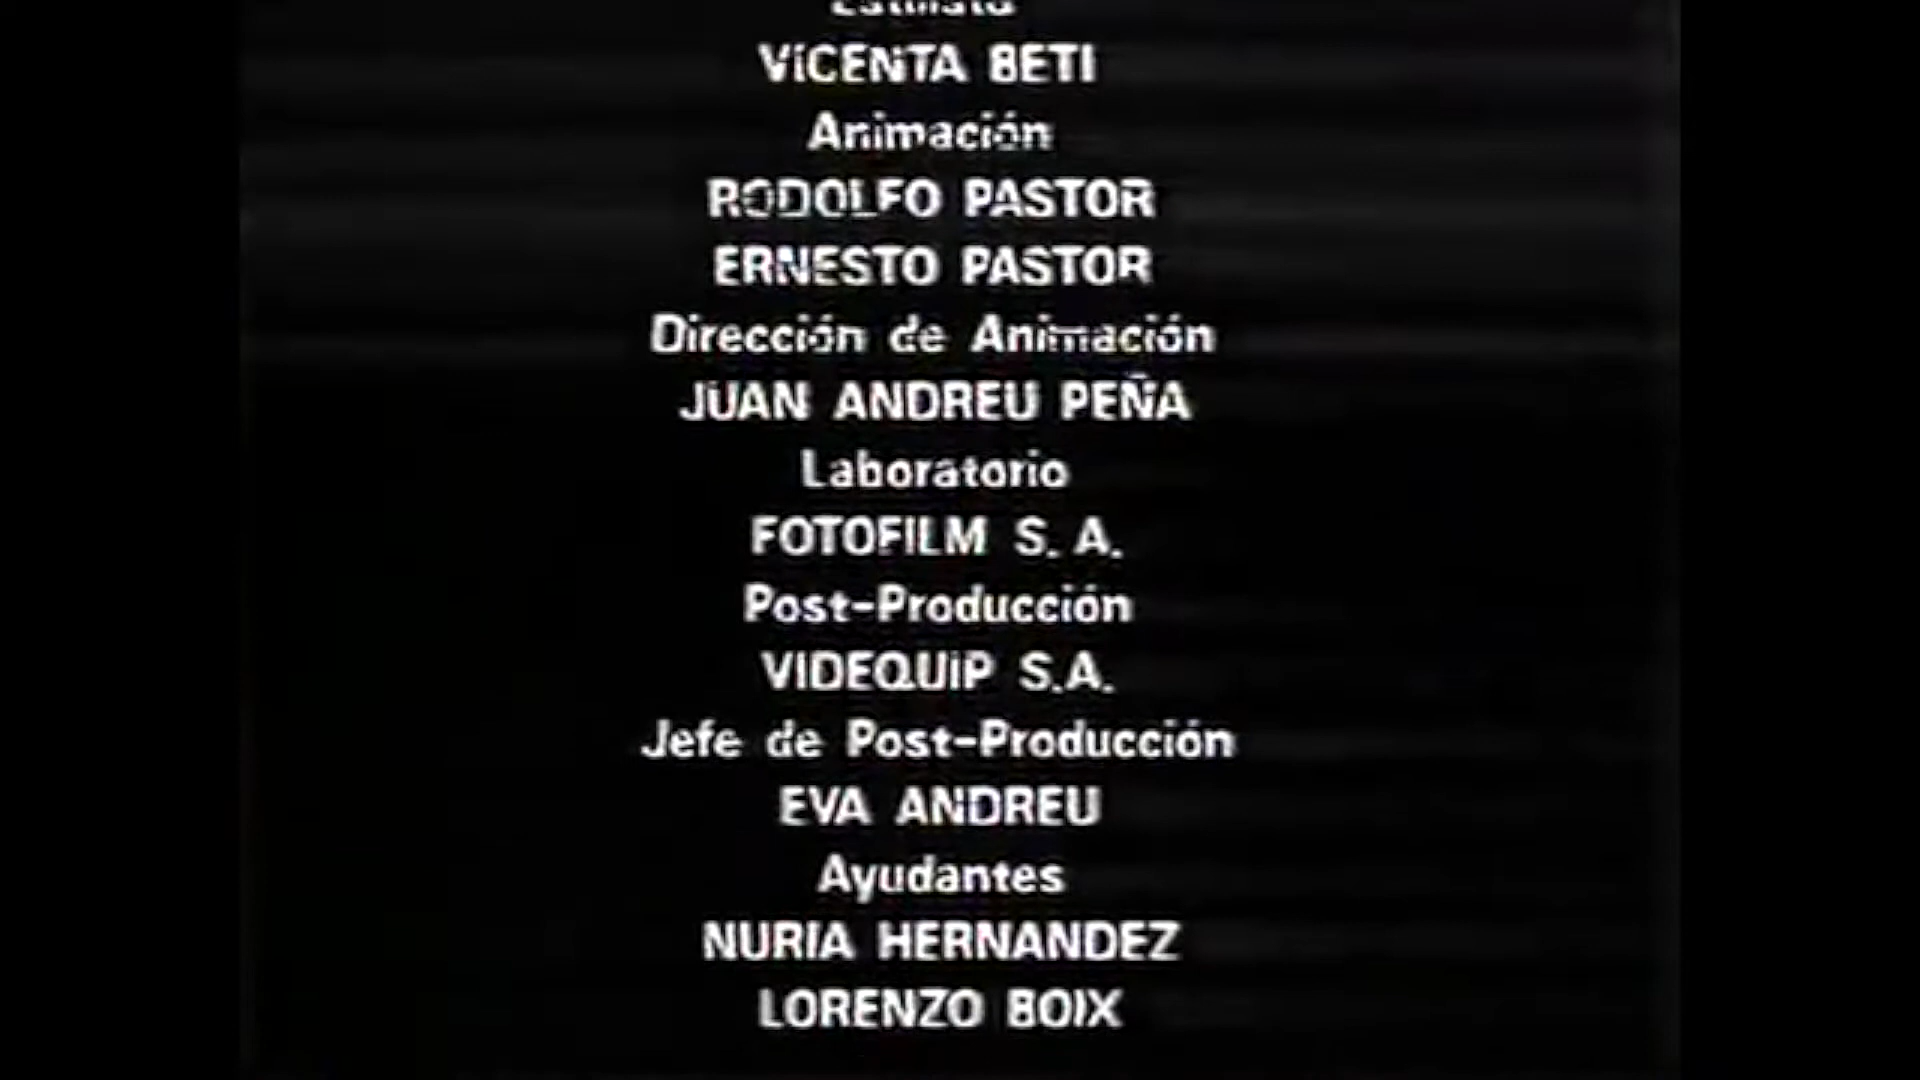 Estilista
VICENTA BETI
Animación
RODOLFO PASTOR
ERNESTO PASTOR
Dirección de Animación
JUAN ANDREU PEÑA
Laboratorio
FOTOFILM S. A.
Post-Producción
VIDEQUIP S.A.
Jefe de Post-Producción
EVA ANDREU
Ayudantes
NURIA HERNANDEZ
LORENZO BOIX